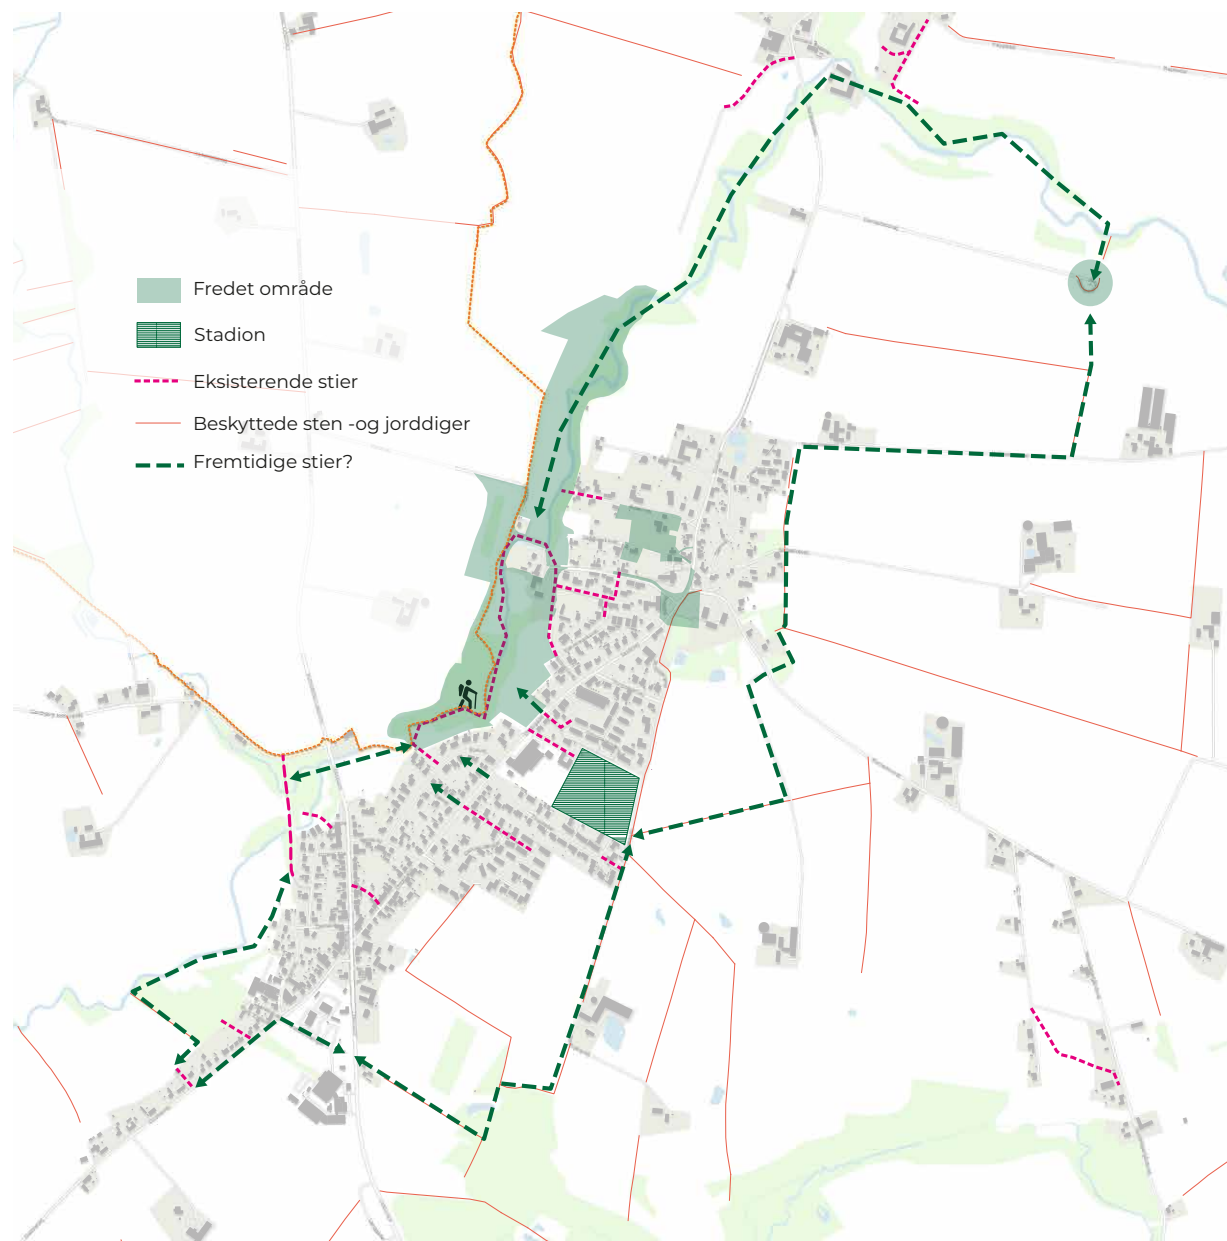 Fredet område
Stadion
Eksisterende stier
Beskyttede sten -og jorddiger
Fremtidige stier?